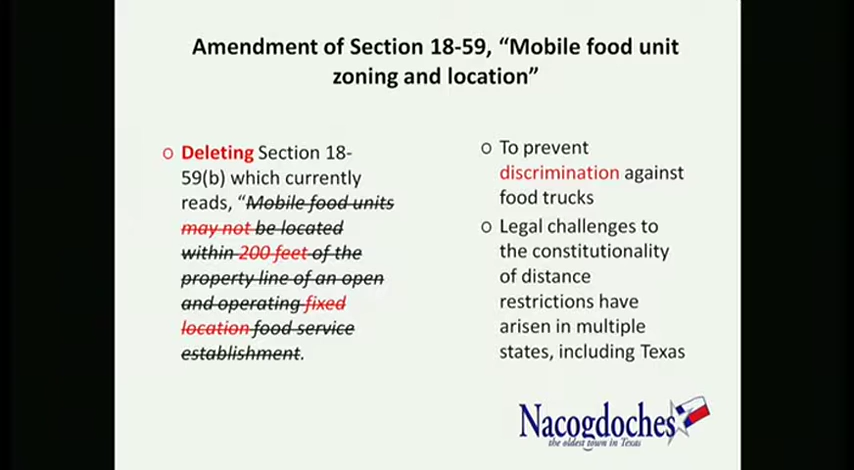 Amendment of Section 18-59, “Mobile food unit
zoning and location”
o Deleting Section 18-
59(b) which currently
reads, “Mobile food units
may not be located
within 200 feet of the
property line of an open
and operating fixed
location food service
establishment.
o To prevent
discrimination against
food trucks
o Legal challenges to
the constitutionality
of distance
restrictions have
arisen in multiple
states, including Texas
Nacogdoches
the oldest town in Texas